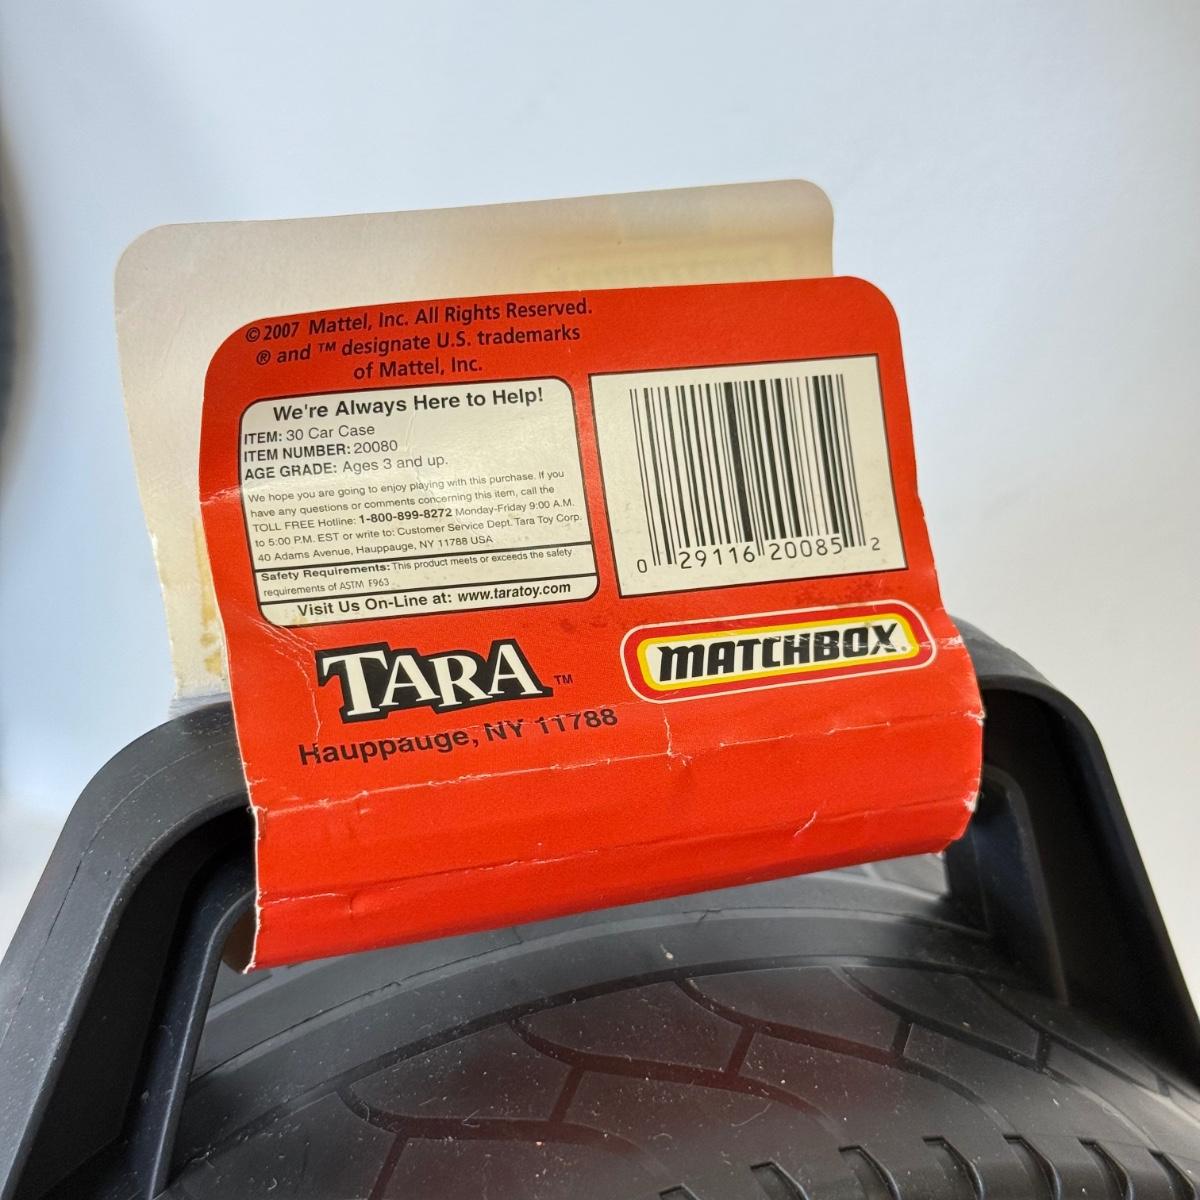 ©2007 Mattel, Inc. All Rights Reserved.
® and ™ designate U.S. trademarks
of Mattel, Inc.
We're Always Here to Help!
ITEM: 30 Car Case
ITEM NUMBER: 20080
AGE GRADE: Ages 3 and up.
We hope you are going to enjoy playing with this purchase. If you
have any questions or comments concerning this item, call the
TOLL FREE Hotline: 1-800-899-8272 Monday-Friday 9:00 A.M.
to 5:00 P.M. EST or write to: Customer Service Dept. Tara Toy Corp.
40 Adams Avenue, Hauppauge, NY 11788 USA
Safety Requirements: This product meets or exceeds the safety
requirements of ASTM F963
Visit Us On-Line at: www.taratoy.com
0 29116 20085 2
TARA™
Hauppauge, NY 11788
MATCHBOX.